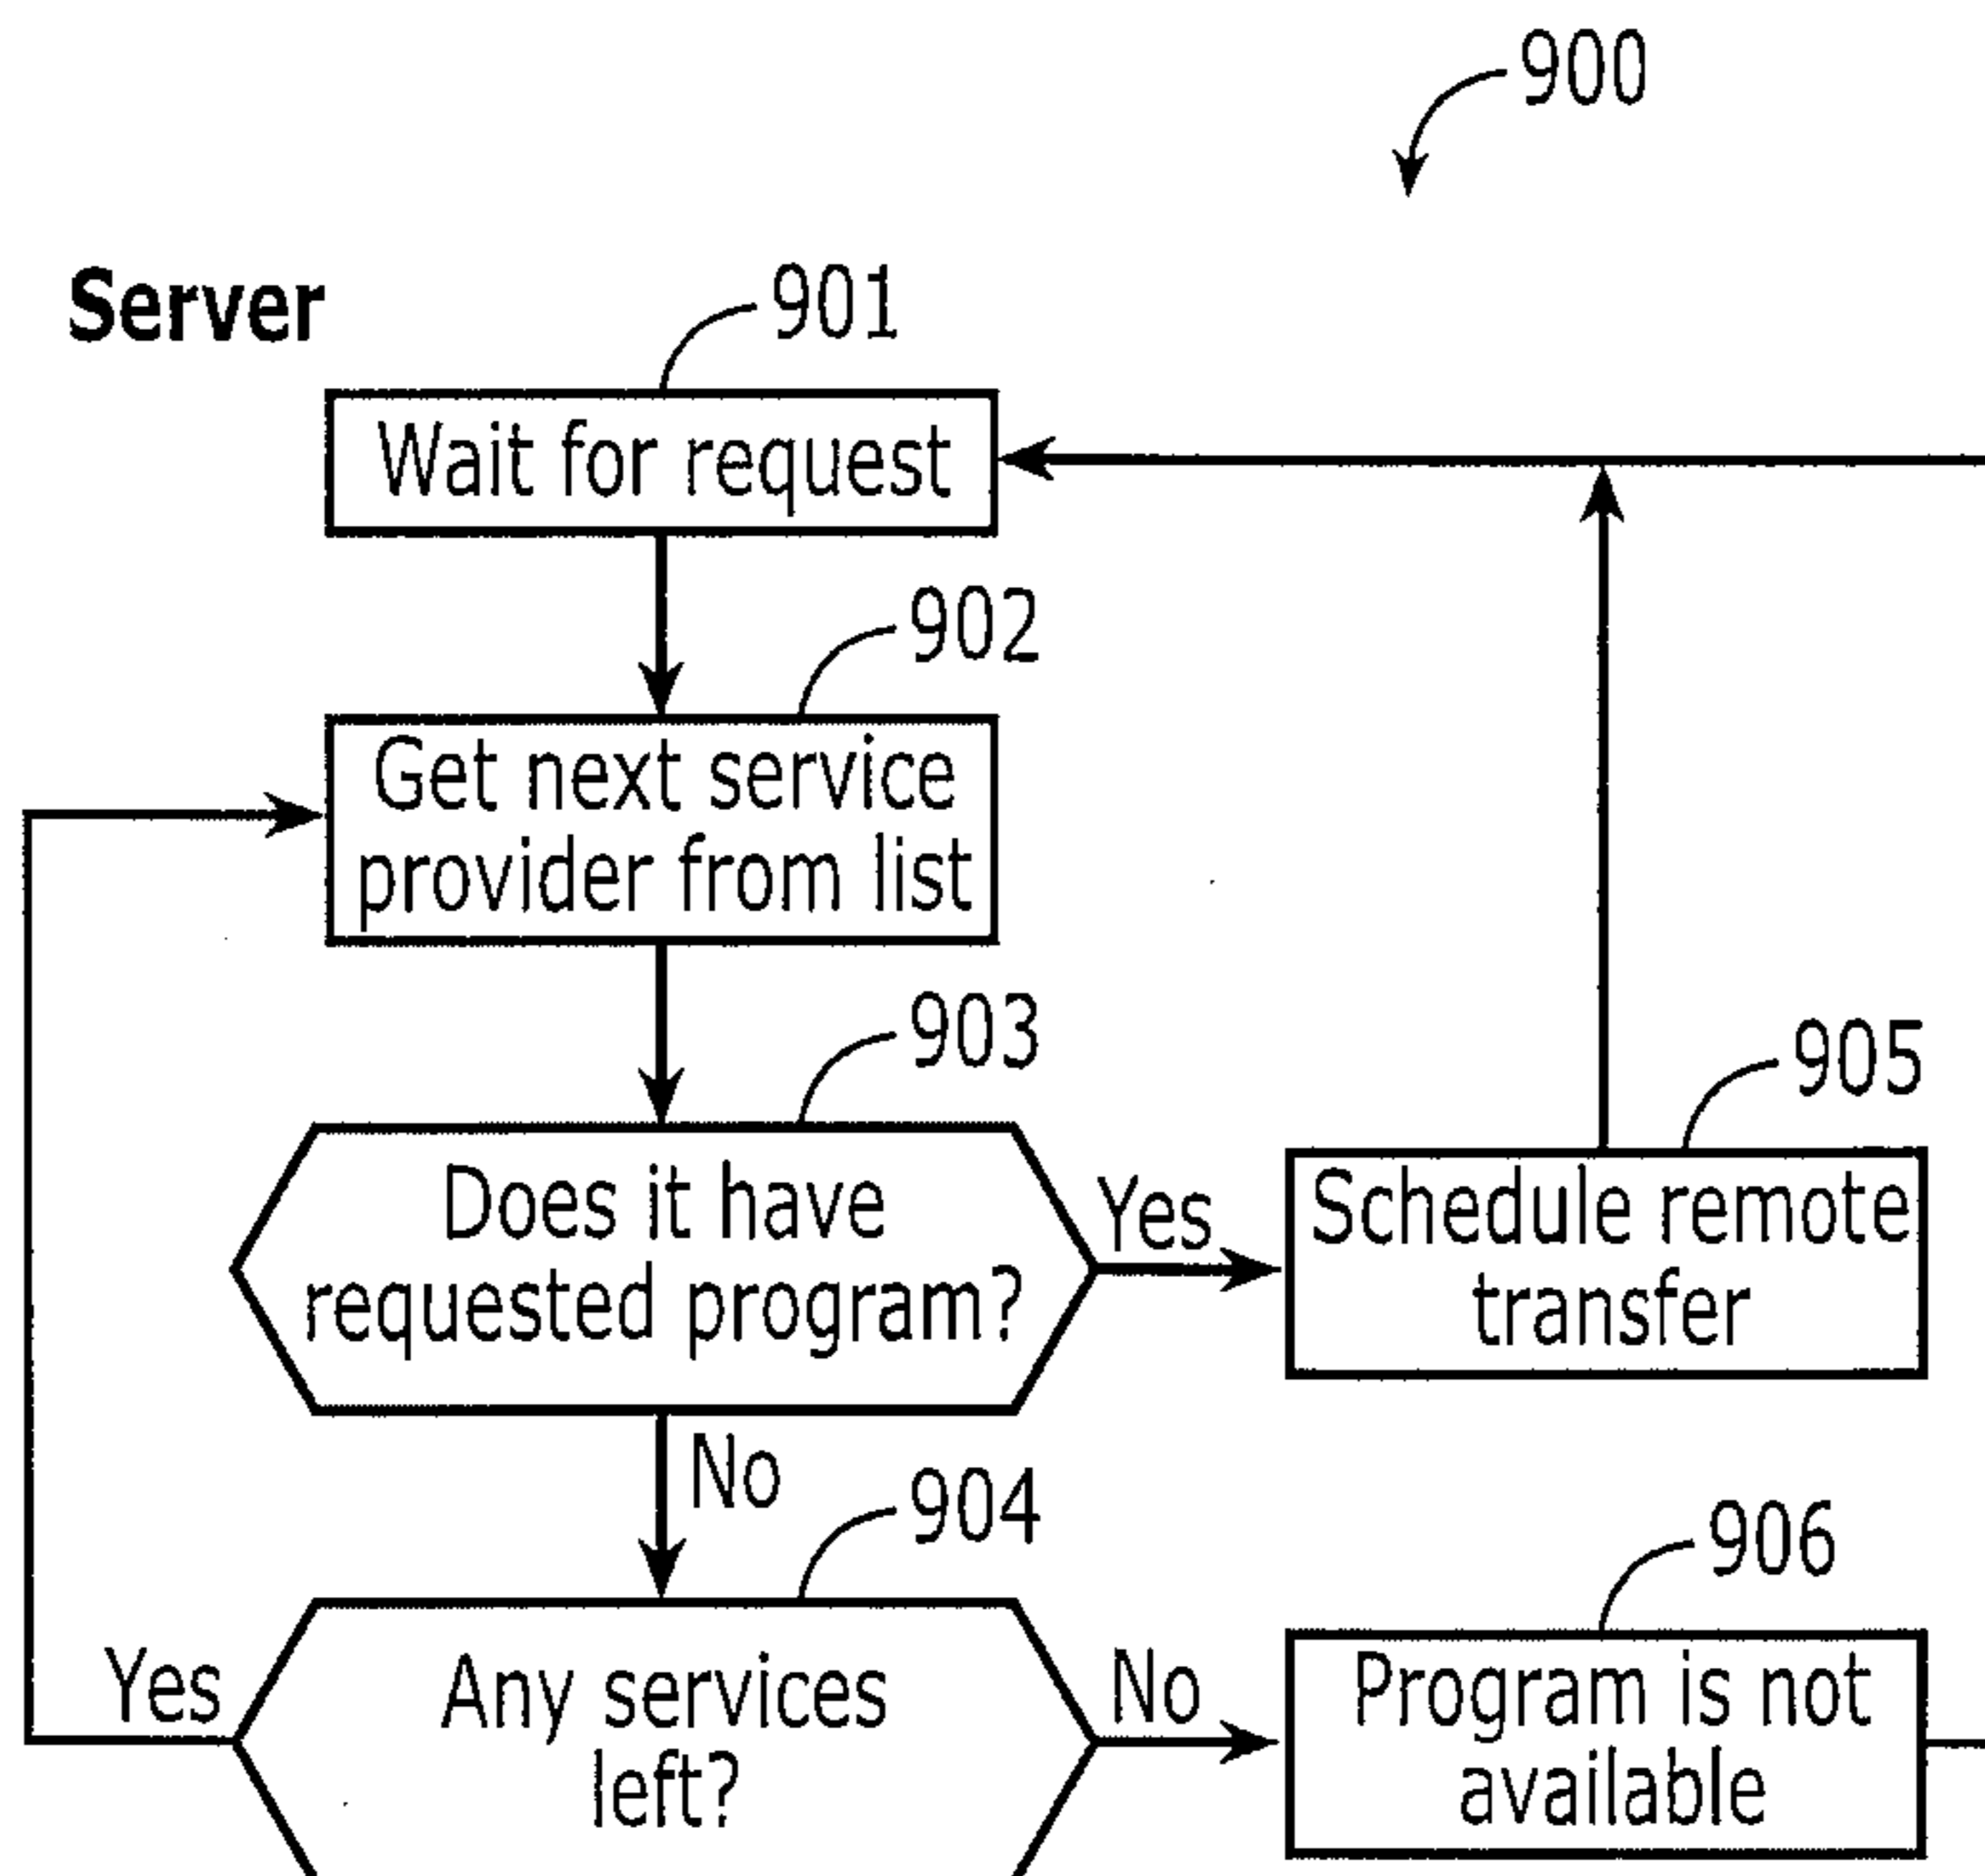 900
Server
901
Wait for request
902
Get next service
provider from list
903
Does it have
requested program?
Yes
905
Schedule remote
transfer
No
904
Any services
left?
Yes
No
906
Program is not
available